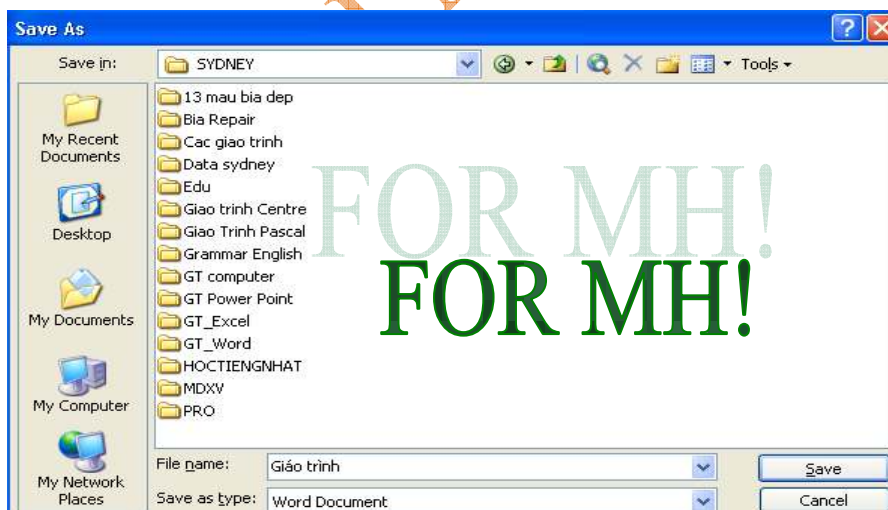 Save As
Save in:
SYDNEY
Tools
My Recent
Documents
Desktop
My Documents
My Computer
My Network
Places
13 mau bia dep
Bia Repair
Cac giao trinh
Data sydney
Edu
Giao trinh Centre
Giao Trinh Pascal
Grammar English
GT computer
GT Power Point
GT_Excel
GT_Word
HOCTIENGNHAT
MDXV
PRO
FOR MH!
FOR MH!
File name:
Giáo trình
Save
Save as type:
Word Document
Cancel